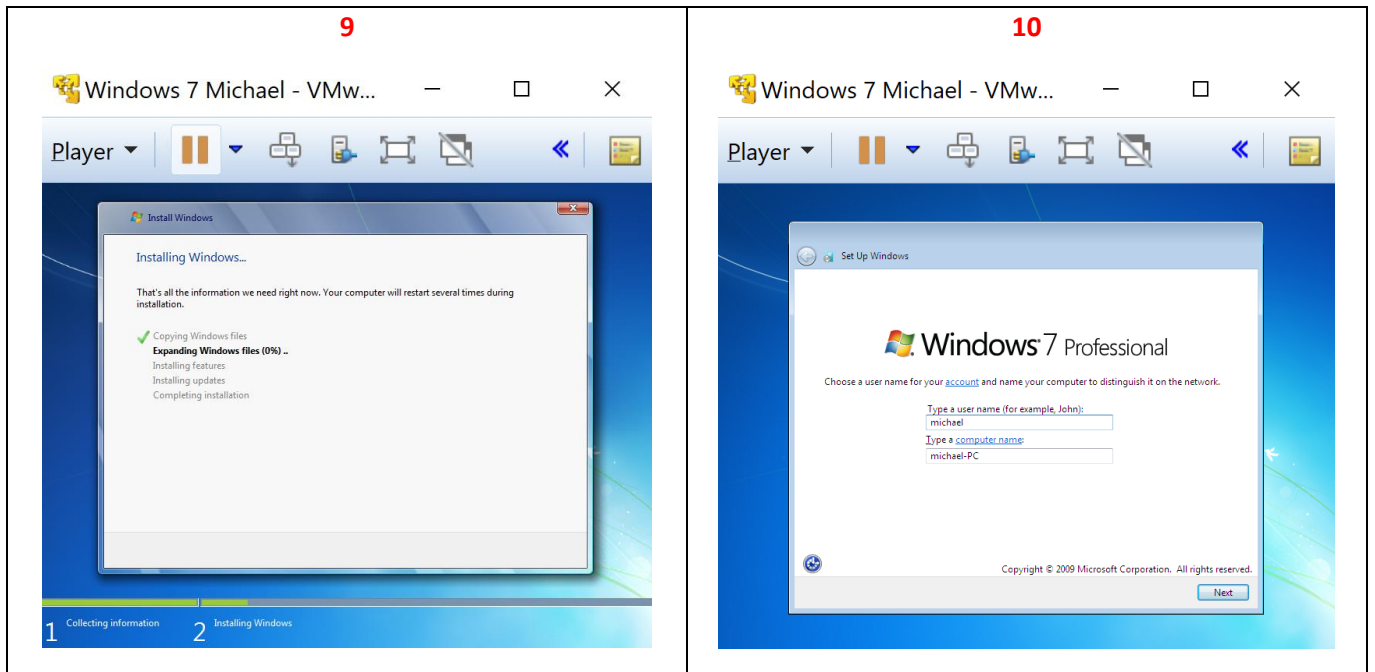 9
Windows 7 Michael - VMw...
Player
Install Windows
Installing Windows...
That's all the information we need right now. Your computer will restart several times during
installation.
Copying Windows files
Expanding Windows files (0%) ..
Installing features
Installing updates
Completing installation
1 Collecting information 2 Installing Windows
10
Windows 7 Michael - VMw...
Player
Set Up Windows
Windows 7 Professional
Choose a user name for your account and name your computer to distinguish it on the network.
Type a user name (for example, John):
michael
Type a computer name:
michael-PC
Copyright © 2009 Microsoft Corporation. All rights reserved.
Next